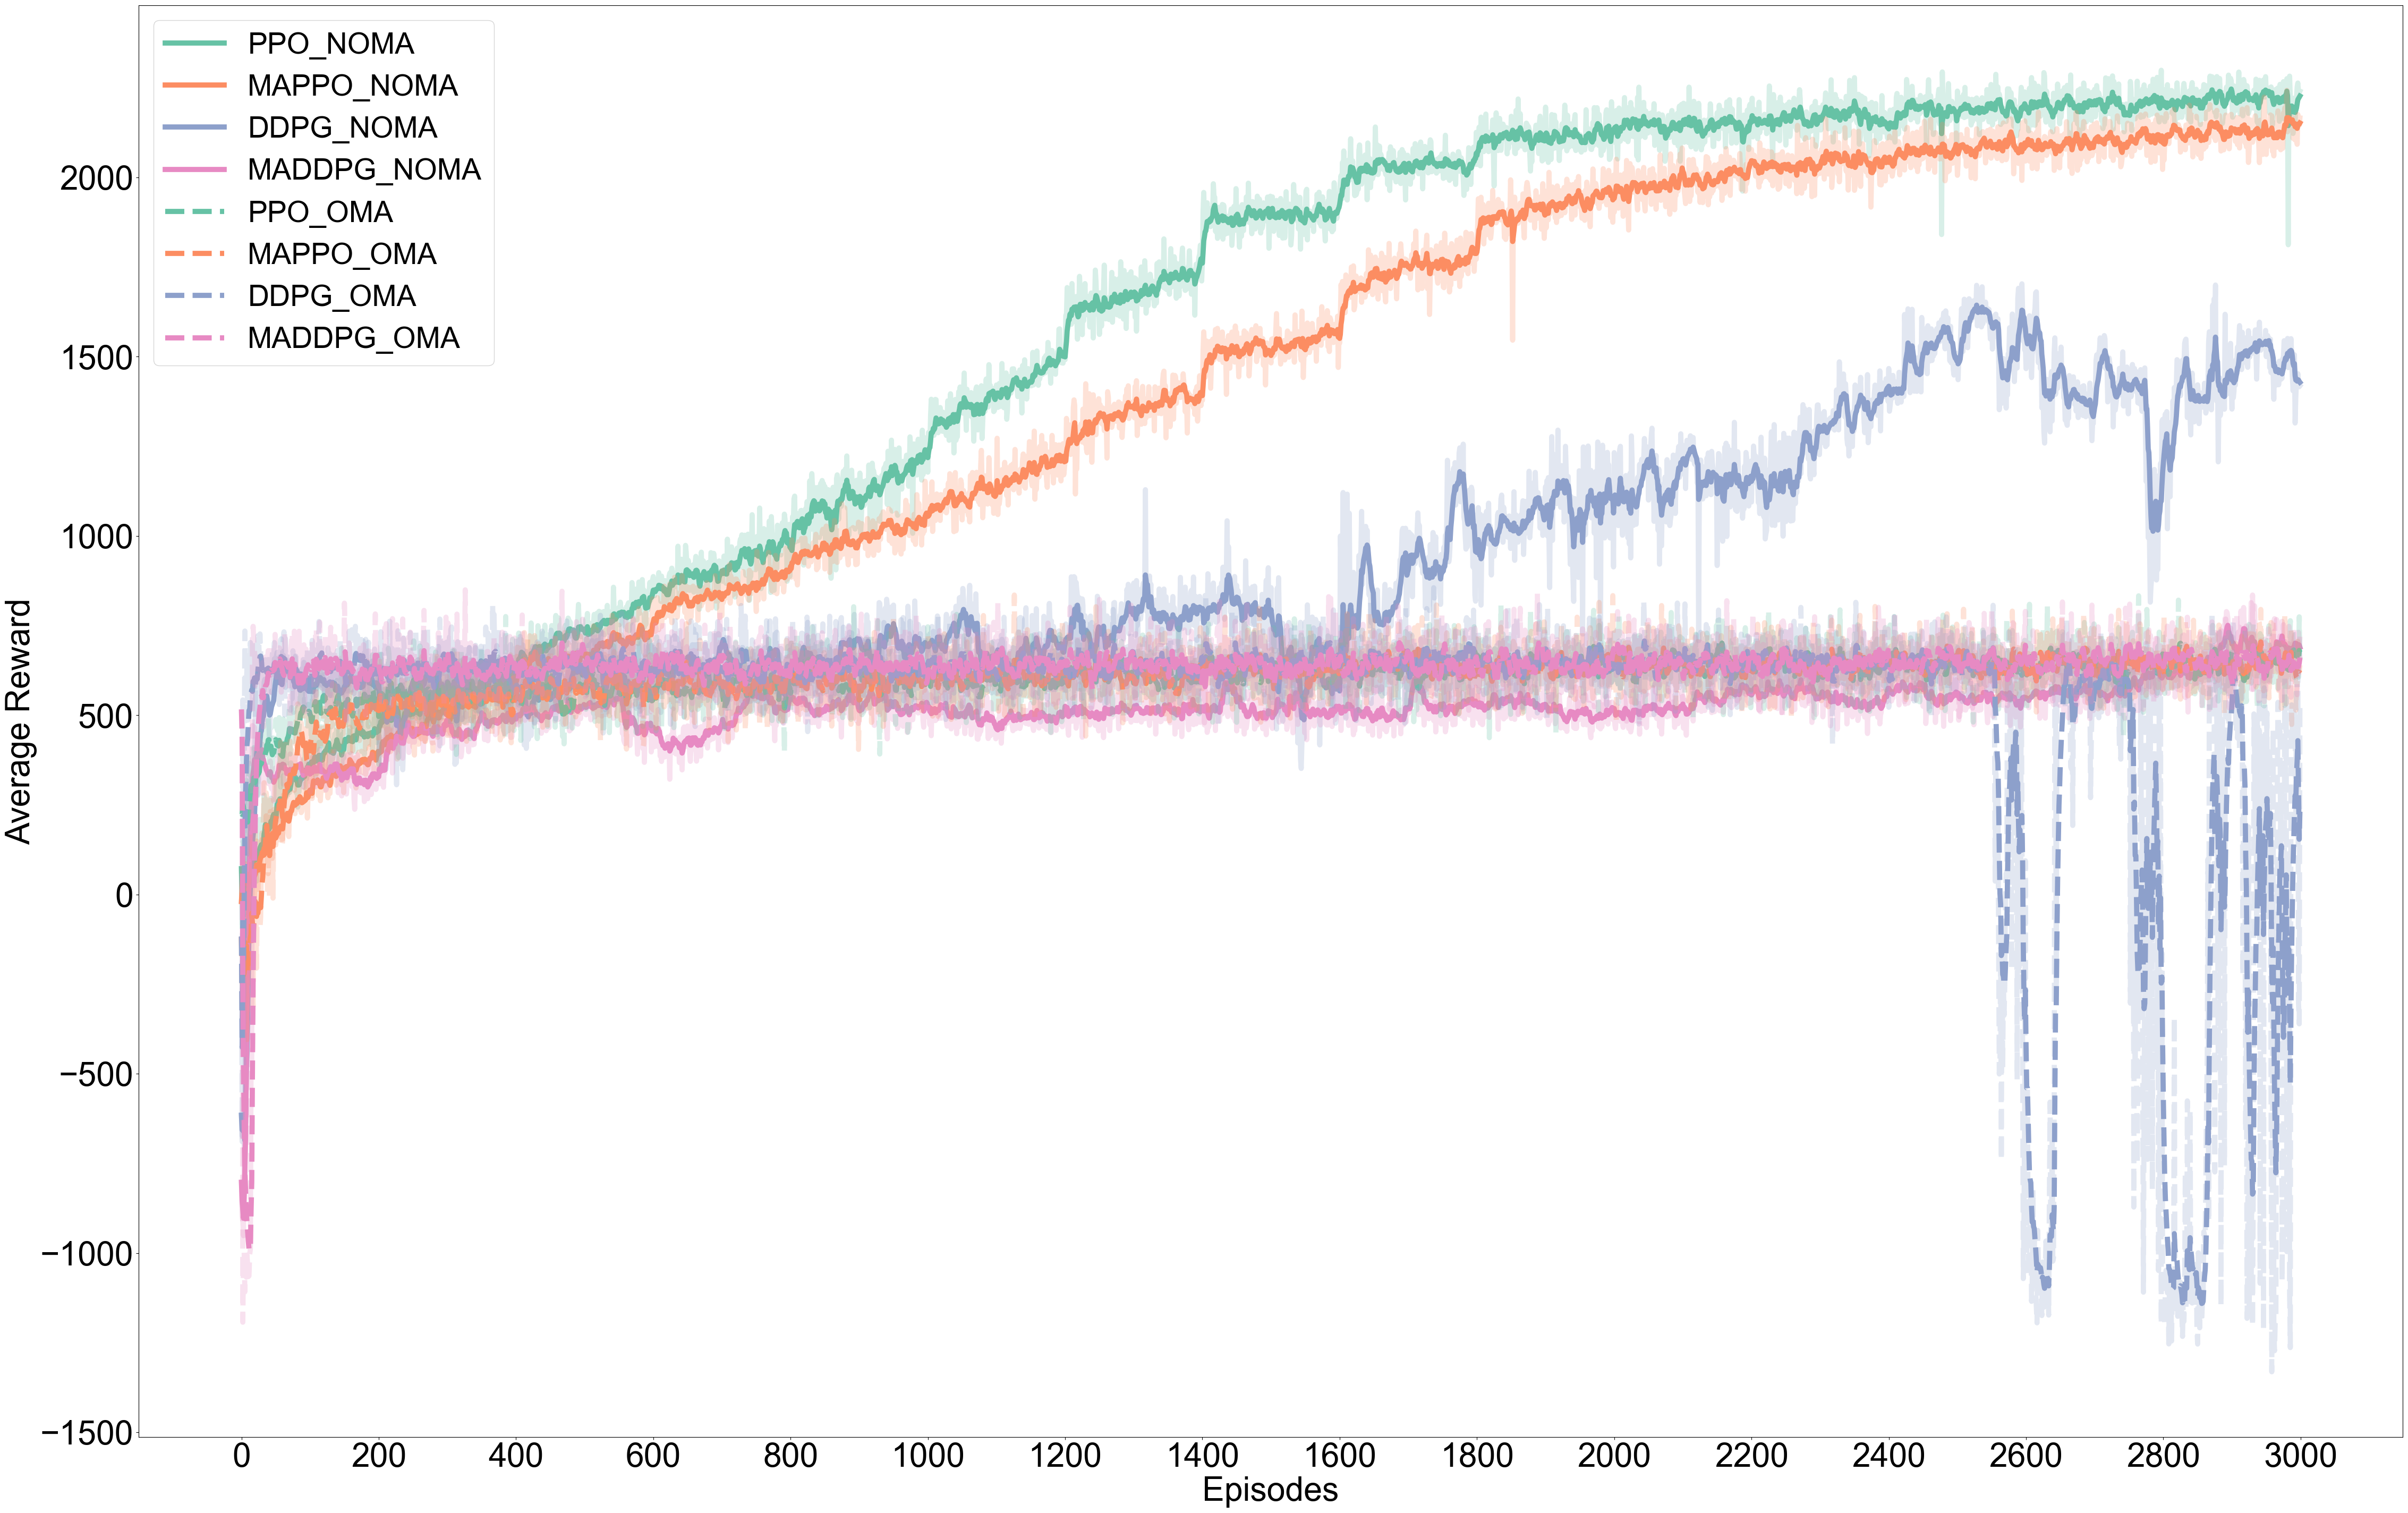 PPO_NOMA
MAPPO_NOMA
DDPG_NOMA
MADDPG_NOMA
PPO_OMA
MAPPO_OMA
DDPG_OMA
MADDPG_OMA
2000
1500
1000
500
0
−500
−1000
−1500
Average Reward
0 200 400 600 800 1000 1200 1400 1600 1800 2000 2200 2400 2600 2800 3000
Episodes